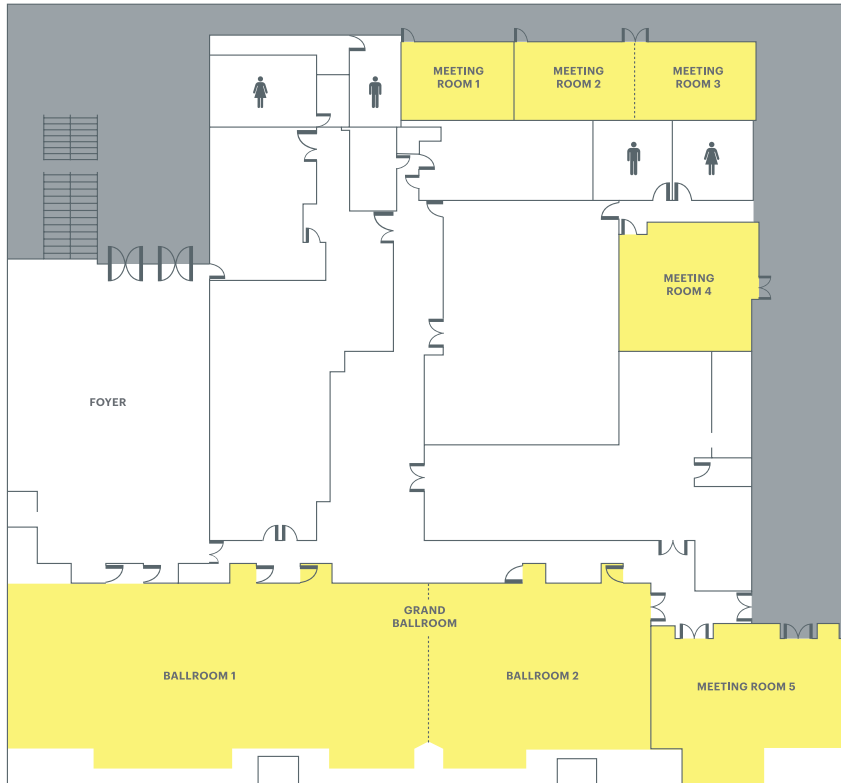 MEETING
ROOM 1
MEETING
ROOM 2
MEETING
ROOM 3
MEETING
ROOM 4
FOYER
GRAND
BALLROOM
BALLROOM 1
BALLROOM 2
MEETING ROOM 5